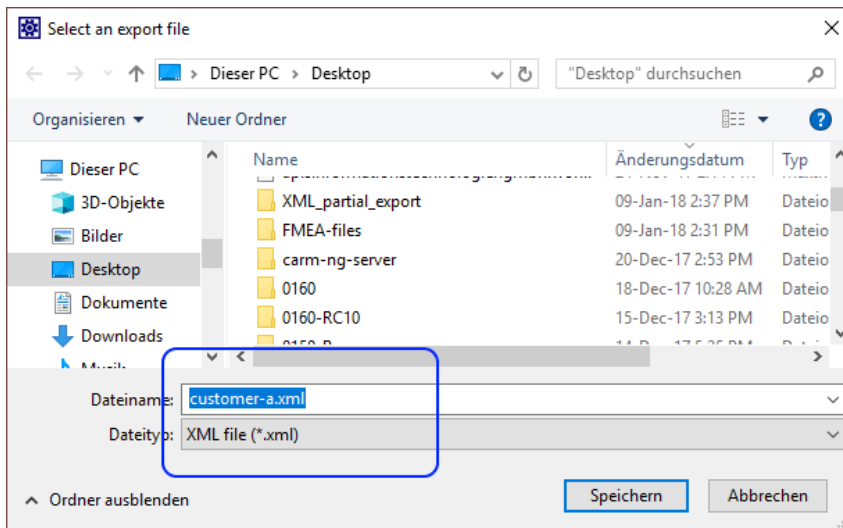 Select an export file
Dieser PC > Desktop
"Desktop" durchsuchen
Organisieren Neuer Ordner
Dieser PC
3D-Objekte
Bilder
Desktop
Dokumente
Downloads
Name Änderungsdatum Typ
XML_partial_export 09-Jan-18 2:37 PM Dateio
FMEA-files 09-Jan-18 2:31 PM Dateio
carm-ng-server 20-Dec-17 2:53 PM Dateio
0160 18-Dec-17 10:28 AM Dateio
0160-RC10 15-Dec-17 3:13 PM Dateio
Dateiname: customer-a.xml
Dateityp: XML file (*.xml)
Ordner ausblenden
Speichern Abbrechen